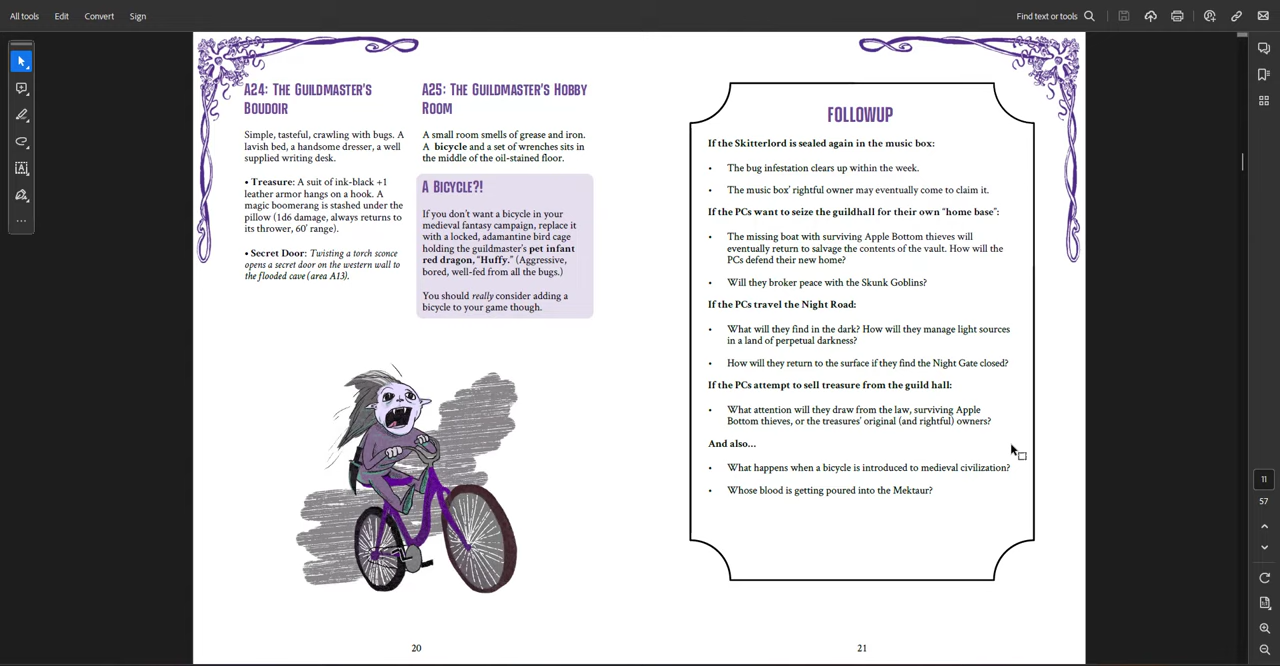 All tools Edit Convert Sign Find text or tools
A24: The Guildmaster's
Boudoir
Simple, tasteful, crawling with bugs. A
lavish bed, a handsome dresser, a well
supplied writing desk.
• Treasure: A suit of ink-black +1
leather armor hangs on a hook. A
magic boomerang is stashed under the
pillow (1d6 damage, always returns to
its thrower, 60' range).
• Secret Door: Twisting a torch sconce
opens a secret door on the western wall to
the flooded cave (area A13).
A25: The Guildmaster's Hobby
Room
A small room smells of grease and iron.
A bicycle and a set of wrenches sits in
the middle of the oil-stained floor.
A Bicycle?!
If you don't want a bicycle in your
medieval fantasy campaign, replace it
with a locked, adamantine bird cage
holding the guildmaster's pet infant
red dragon, "Huffy." (Aggressive,
bored, well-fed from all the bugs.)
You should really consider adding a
bicycle to your game though.
20
FOLLOWUP
If the Skitterlord is sealed again in the music box:
• The bug infestation clears up within the week.
• The music box' rightful owner may eventually come to claim it.
If the PCs want to seize the guildhall for their own "home base":
• The missing boat with surviving Apple Bottom thieves will
eventually return to salvage the contents of the vault. How will the
PCs defend their new home?
• Will they broker peace with the Skunk Goblins?
If the PCs travel the Night Road:
• What will they find in the dark? How will they manage light sources
in a land of perpetual darkness?
• How will they return to the surface if they find the Night Gate closed?
If the PCs attempt to sell treasure from the guild hall:
• What attention will they draw from the law, surviving Apple
Bottom thieves, or the treasures' original (and rightful) owners?
And also...
• What happens when a bicycle is introduced to medieval civilization?
• Whose blood is getting poured into the Mektaur?
21
11
57